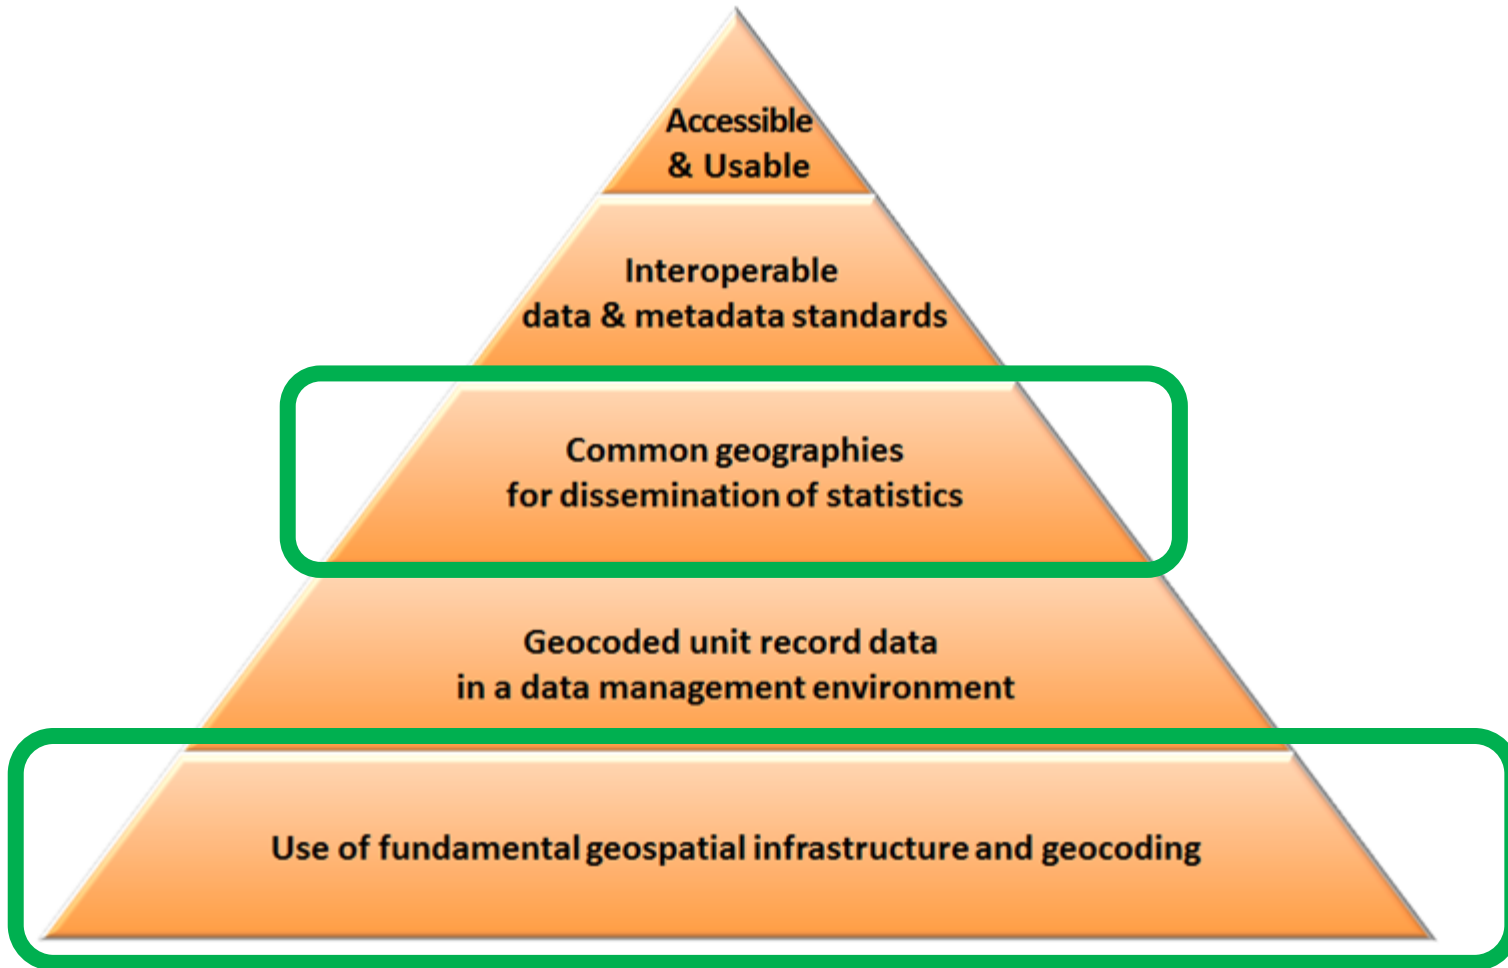 Accessible
& Usable
Interoperable
data & metadata standards
Common geographies
for dissemination of statistics
Geocoded unit record data
in a data management environment
Use of fundamental geospatial infrastructure and geocoding